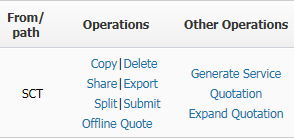 From/
path
Operations
Other Operations
SCT
Copy|Delete
Share|Export
Split|Submit
Offline Quote
Generate Service
Quotation
Expand Quotation